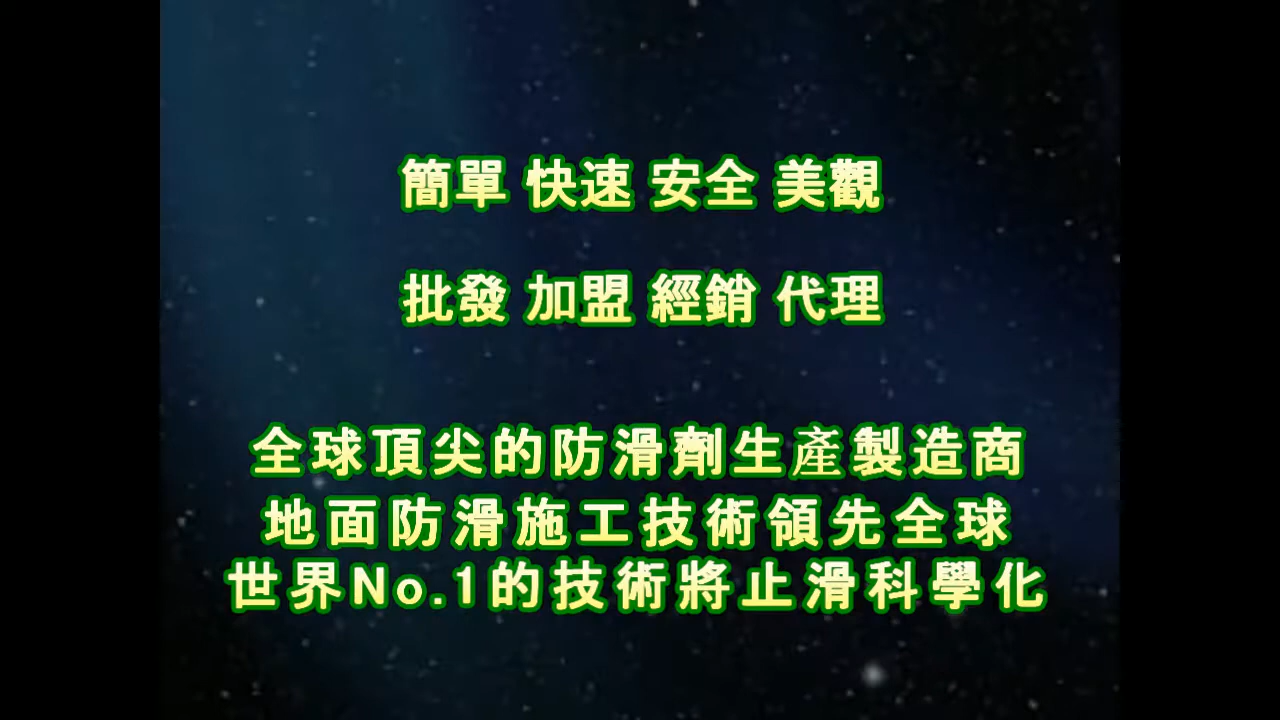 簡單 快速 安全 美觀
批發 加盟 經銷 代理
全球頂尖的防滑劑生產製造商
地面防滑施工技術領先全球
世界No.1的技術將止滑科學化